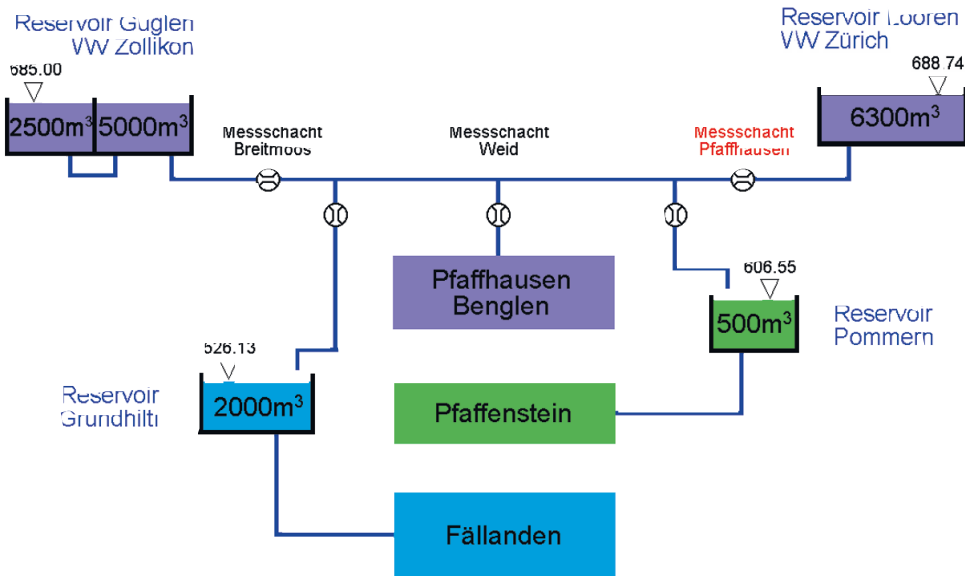 Reservoir Guglen
VW Zollikon
685.00
2500m³
5000m³
Reservoir Looren
VW Zürich
688.74
6300m³
Messschacht
Breitmoos
Messschacht
Weid
Messschacht
Pfaffhausen
Pfaffhausen
Benglen
606.55
500m³
Reservoir
Pommern
526.13
2000m³
Reservoir
Grundhilti
Pfaffenstein
Fällanden